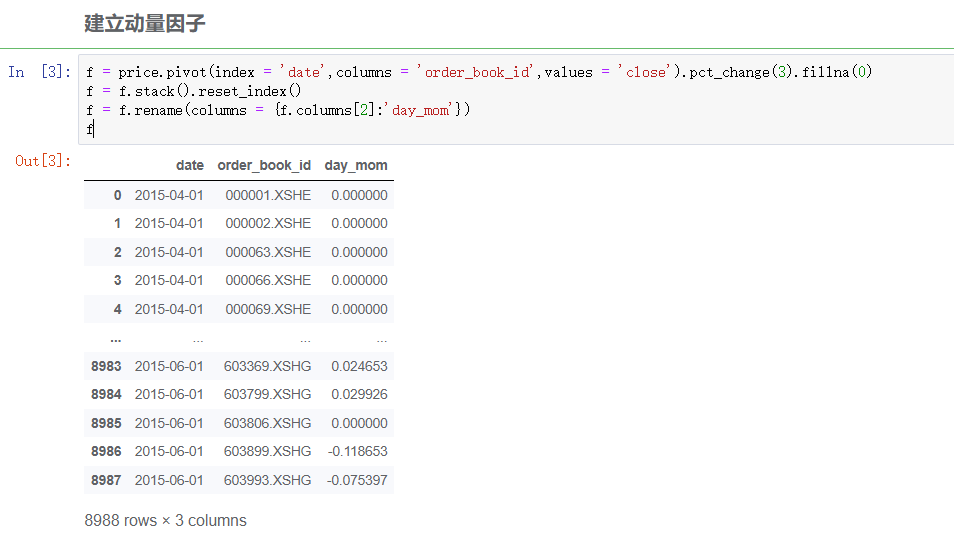 建立动量因子
In [3]: f = price.pivot(index = 'date',columns = 'order_book_id',values = 'close').pct_change(3).fillna(0)
f = f.stack().reset_index()
f = f.rename(columns = {f.columns[2]:'day_mom'})
f
Out[3]:
date order_book_id day_mom
0 2015-04-01 000001.XSHE 0.000000
1 2015-04-01 000002.XSHE 0.000000
2 2015-04-01 000063.XSHE 0.000000
3 2015-04-01 000066.XSHE 0.000000
4 2015-04-01 000069.XSHE 0.000000
... ... ... ...
8983 2015-06-01 603369.XSHG 0.024653
8984 2015-06-01 603799.XSHG 0.029926
8985 2015-06-01 603806.XSHG 0.000000
8986 2015-06-01 603899.XSHG -0.118653
8987 2015-06-01 603993.XSHG -0.075397
8988 rows × 3 columns